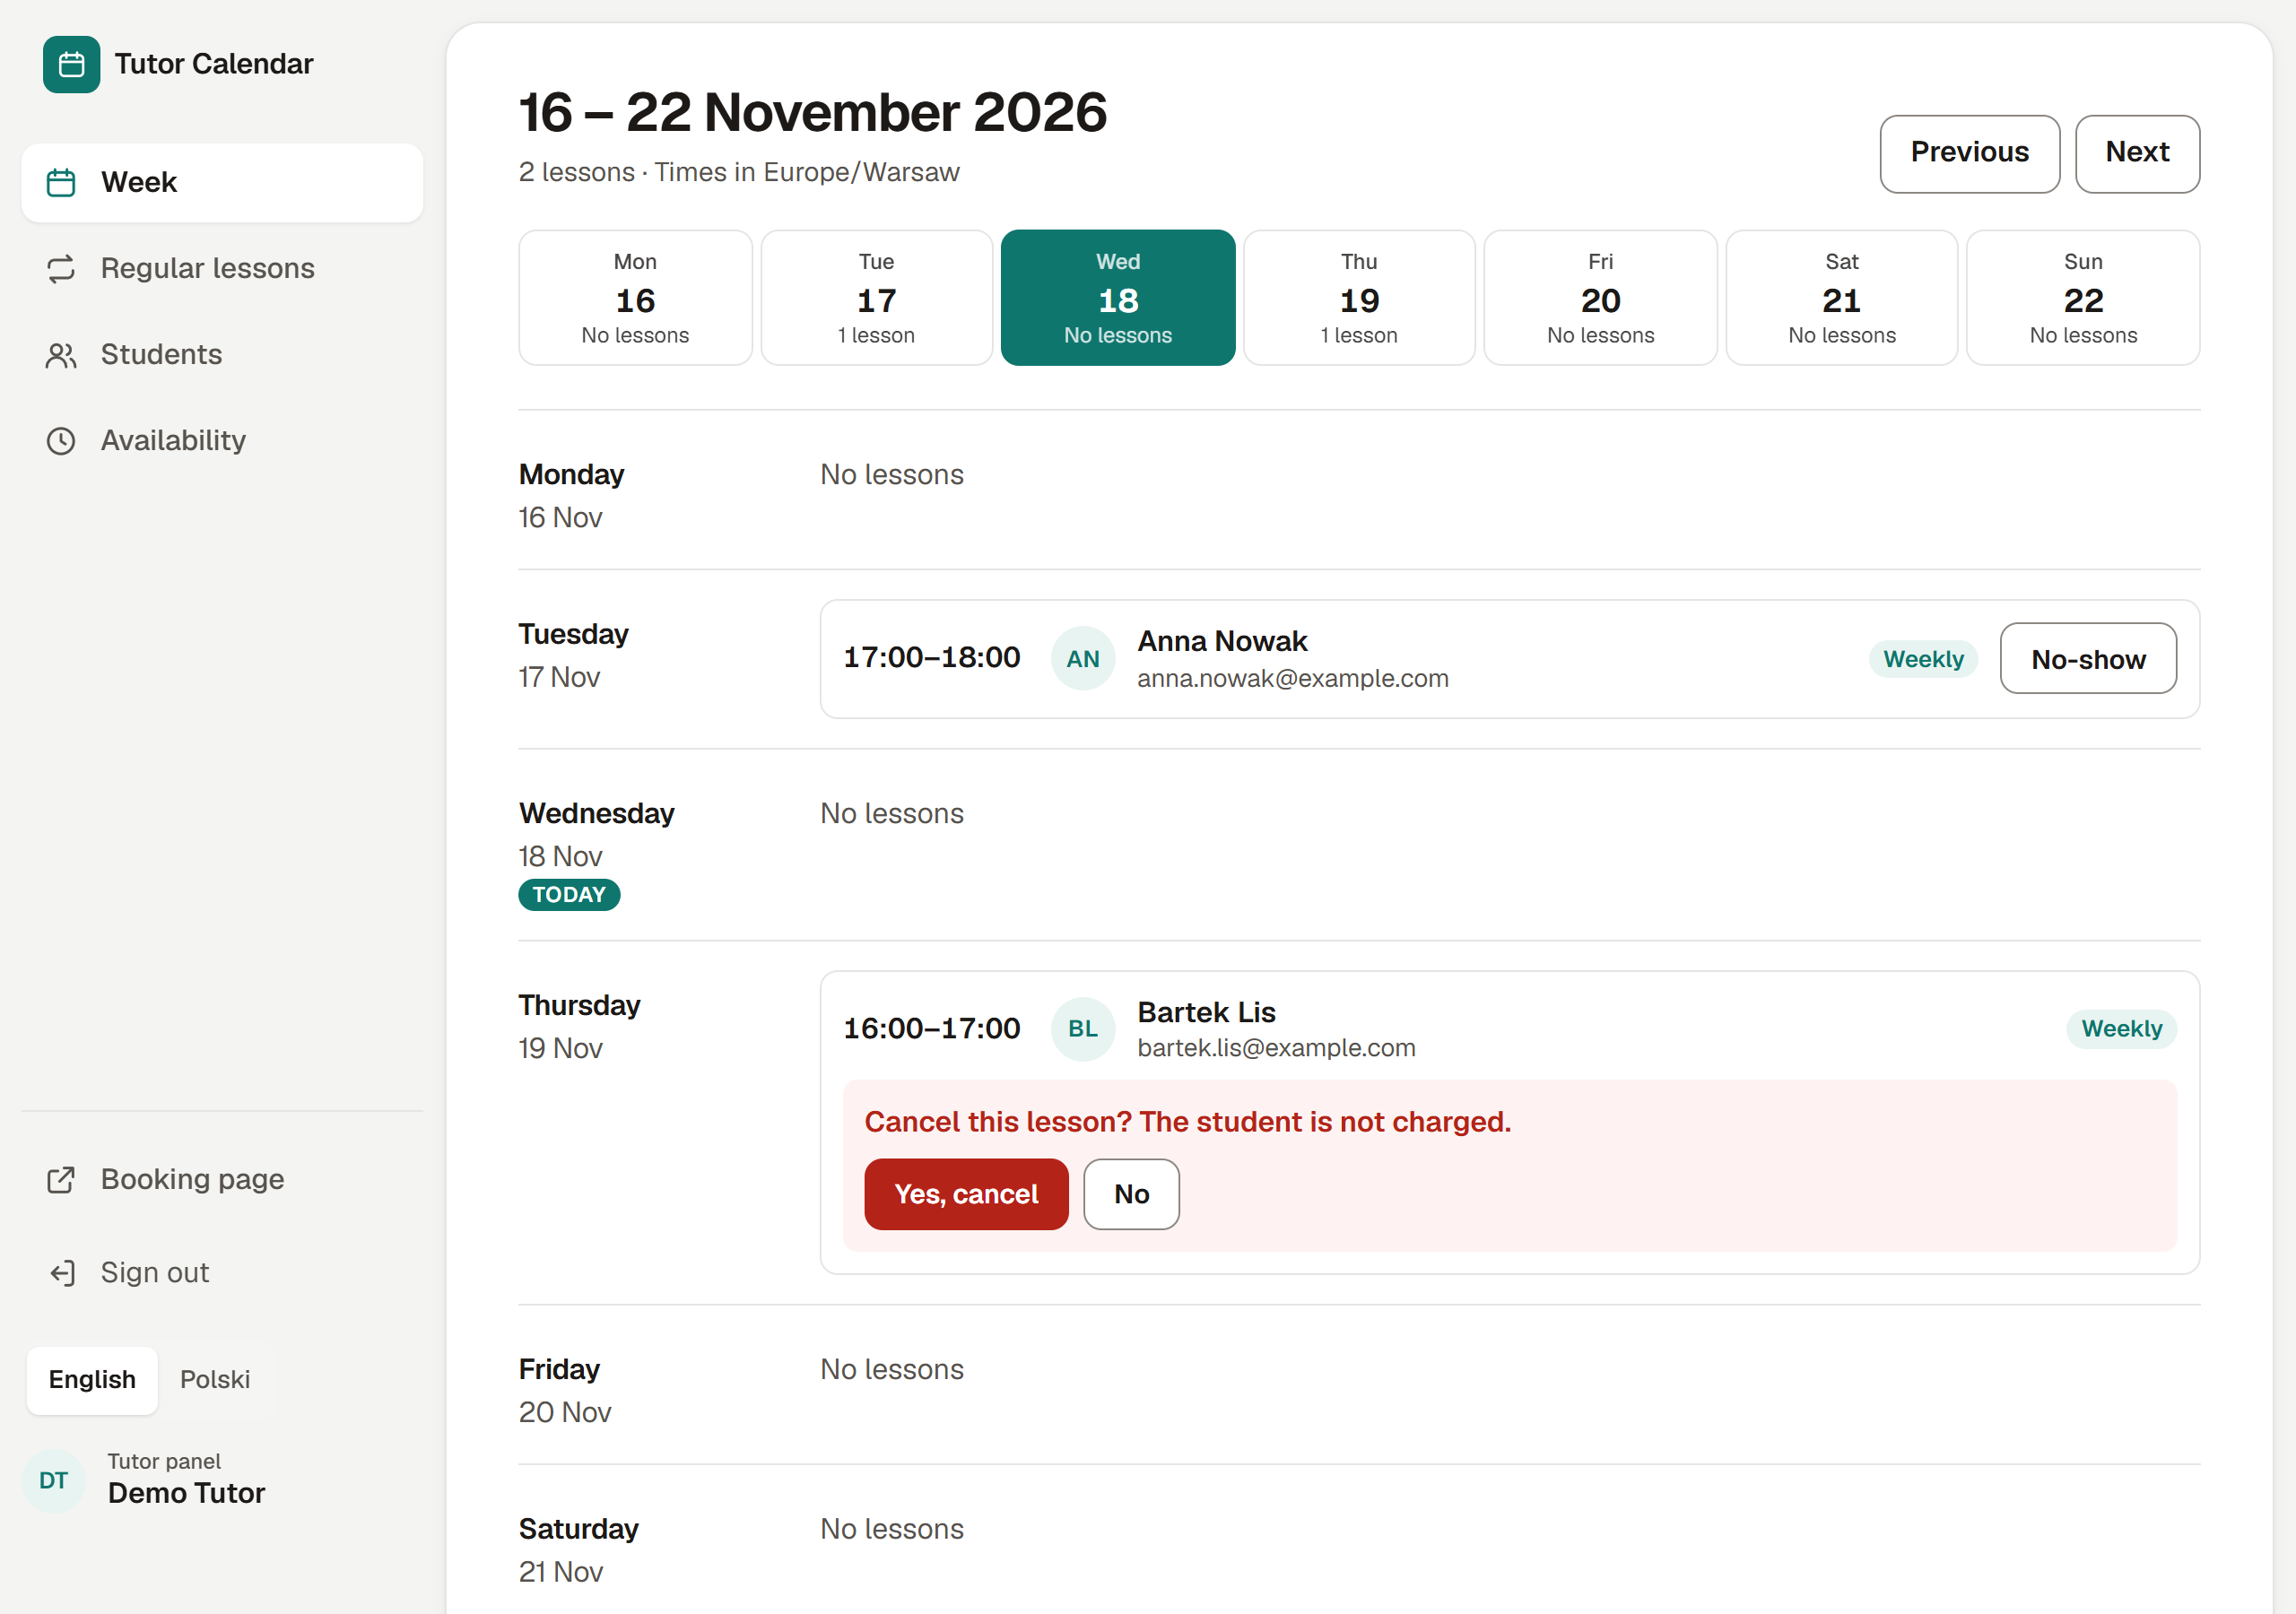 Tutor Calendar
Week
Regular lessons
Students
Availability
Booking page
Sign out
English Polski
DT
Tutor panel
Demo Tutor
16 – 22 November 2026
2 lessons · Times in Europe/Warsaw
Previous
Next
Mon
16
No lessons
Tue
17
1 lesson
Wed
18
No lessons
Thu
19
1 lesson
Fri
20
No lessons
Sat
21
No lessons
Sun
22
No lessons
Monday
16 Nov
No lessons
Tuesday
17 Nov
17:00–18:00
AN
Anna Nowak
anna.nowak@example.com
Weekly
No-show
Wednesday
18 Nov
TODAY
No lessons
Thursday
19 Nov
16:00–17:00
BL
Bartek Lis
bartek.lis@example.com
Weekly
Cancel this lesson? The student is not charged.
Yes, cancel
No
Friday
20 Nov
No lessons
Saturday
21 Nov
No lessons